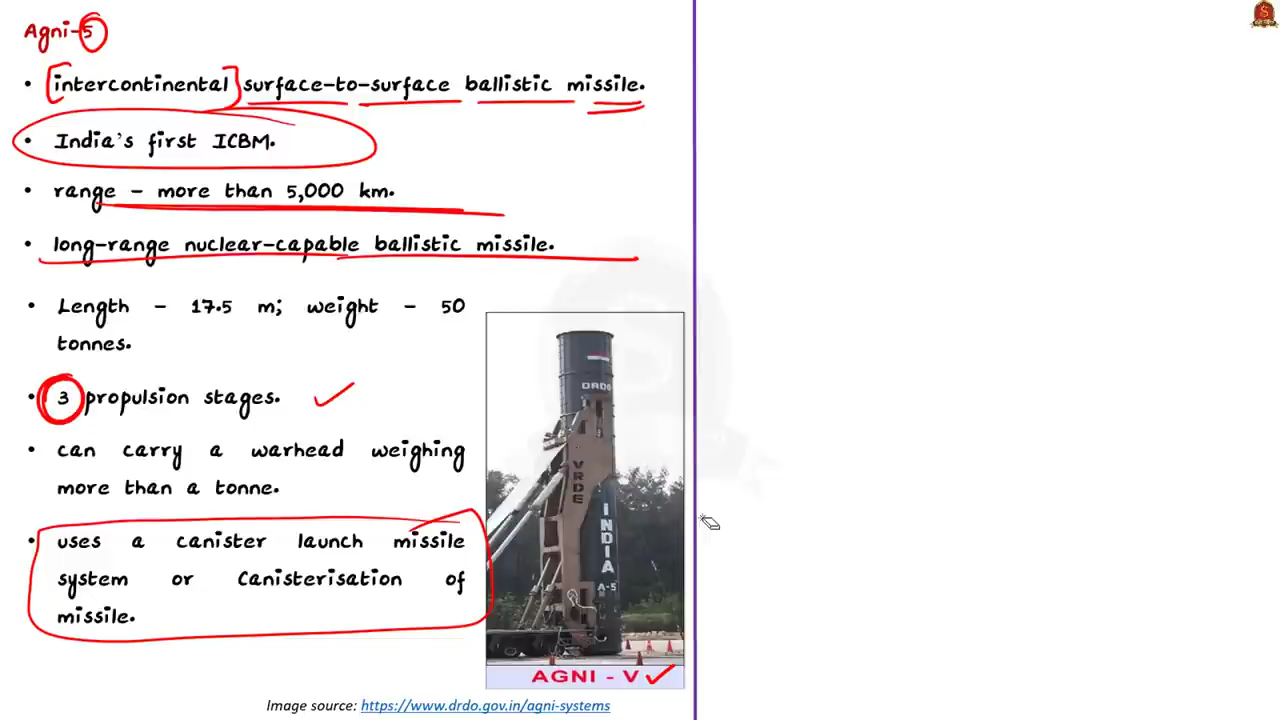 Agni-5
• [intercontinental] surface-to-surface ballistic missile.
• India's first ICBM.
• range – more than 5,000 km.
• long-range nuclear-capable ballistic missile.
• Length – 17.5 m; weight – 50
tonnes.
• 3 propulsion stages.
• can carry a warhead weighing
more than a tonne.
• uses a canister launch missile
system or Canisterisation of
missile.
DRDO
VRDE
INDIA
A-5
AGNI - V
Image source: https://www.drdo.gov.in/agni-systems